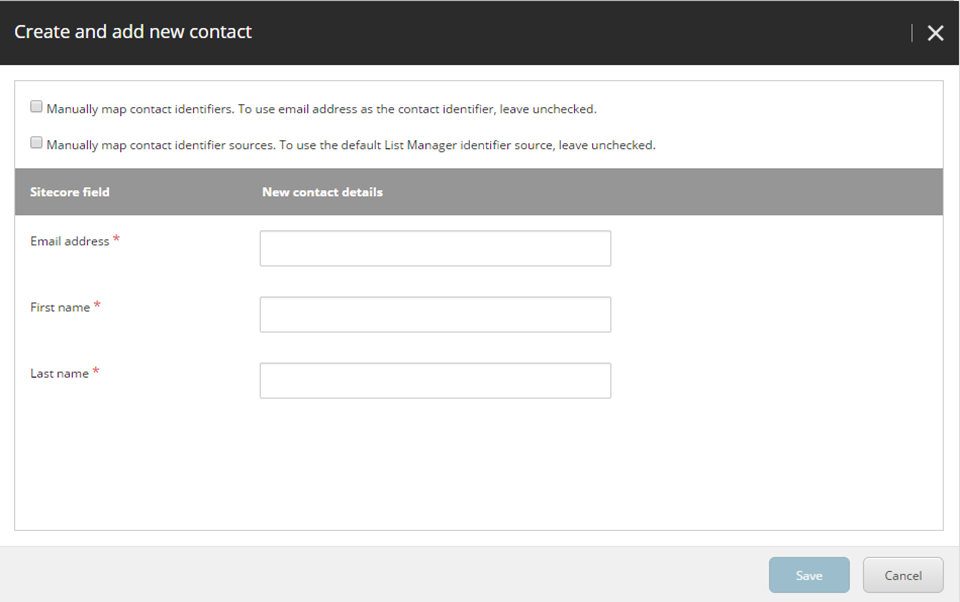 Create and add new contact
Manually map contact identifiers. To use email address as the contact identifier, leave unchecked.
Manually map contact identifier sources. To use the default List Manager identifier source, leave unchecked.
Sitecore field New contact details
Email address *
First name *
Last name *
Save Cancel